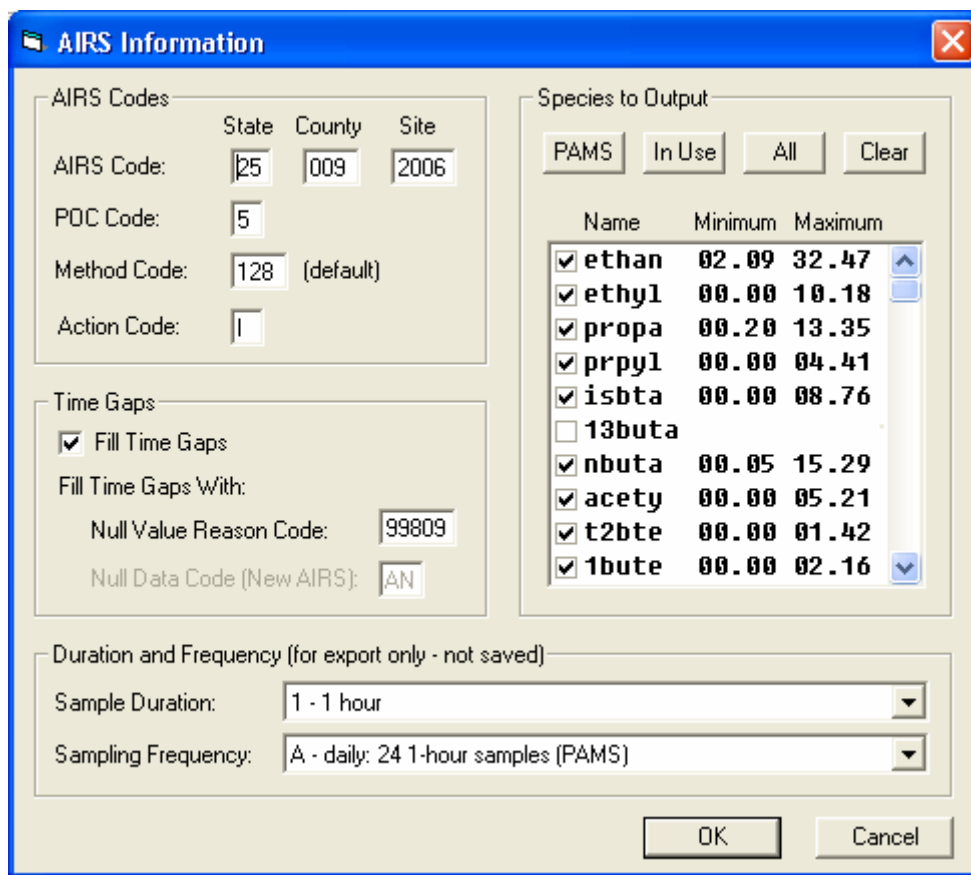 AIRS Information
AIRS Codes
State County Site
AIRS Code: 25 009 2006
POC Code: 5
Method Code: 128 (default)
Action Code: I
Time Gaps
Fill Time Gaps
Fill Time Gaps With:
Null Value Reason Code: 99809
Null Data Code (New AIRS): AN
Species to Output
PAMS In Use All Clear
Name Minimum Maximum
ethan 02.09 32.47
ethyl 00.00 10.18
propa 00.20 13.35
prpyl 00.00 04.41
isbta 00.00 08.76
13buta
nbuta 00.05 15.29
acety 00.00 05.21
t2bte 00.00 01.42
1bute 00.00 02.16
Duration and Frequency (for export only - not saved)
Sample Duration: 1 - 1 hour
Sampling Frequency: A - daily: 24 1-hour samples (PAMS)
OK Cancel